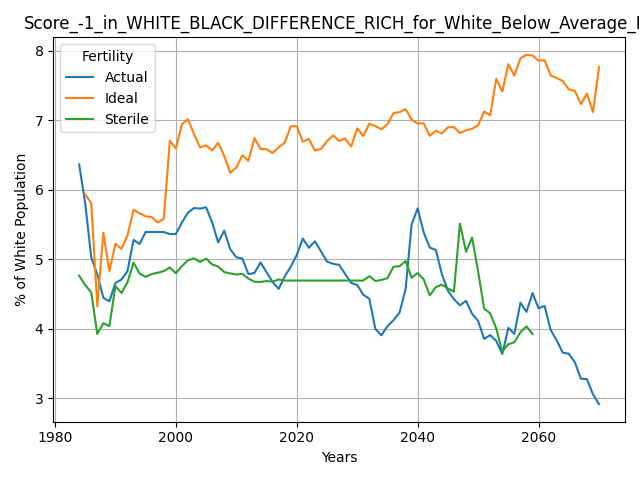 Score_-1_in_WHITE_BLACK_DIFFERENCE_RICH_for_White_Below_Average_
Fertility
Actual
Ideal
Sterile
% of White Population
8
7
6
5
4
3
1980
2000
2020
2040
2060
Years